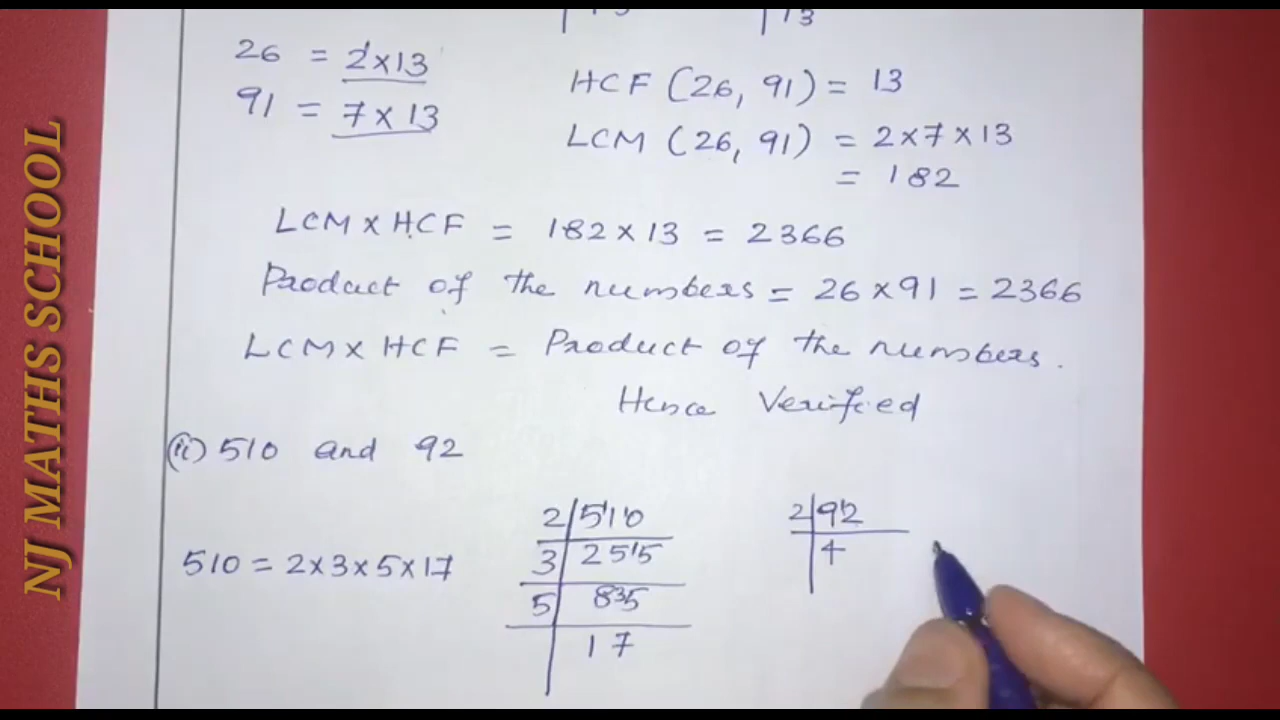 NJ MATHS SCHOOL
13
26 = 2×13
91 = 7×13
HCF (26, 91) = 13
LCM (26, 91) = 2×7×13
= 182
LCM×HCF = 182×13 = 2366
Product of the numbers = 26×91 = 2366
LCM×HCF = Product of the numbers.
Hence Verified
(ii) 510 and 92
510 = 2×3×5×17
2 510
3 255
5 85
17
2 92
4